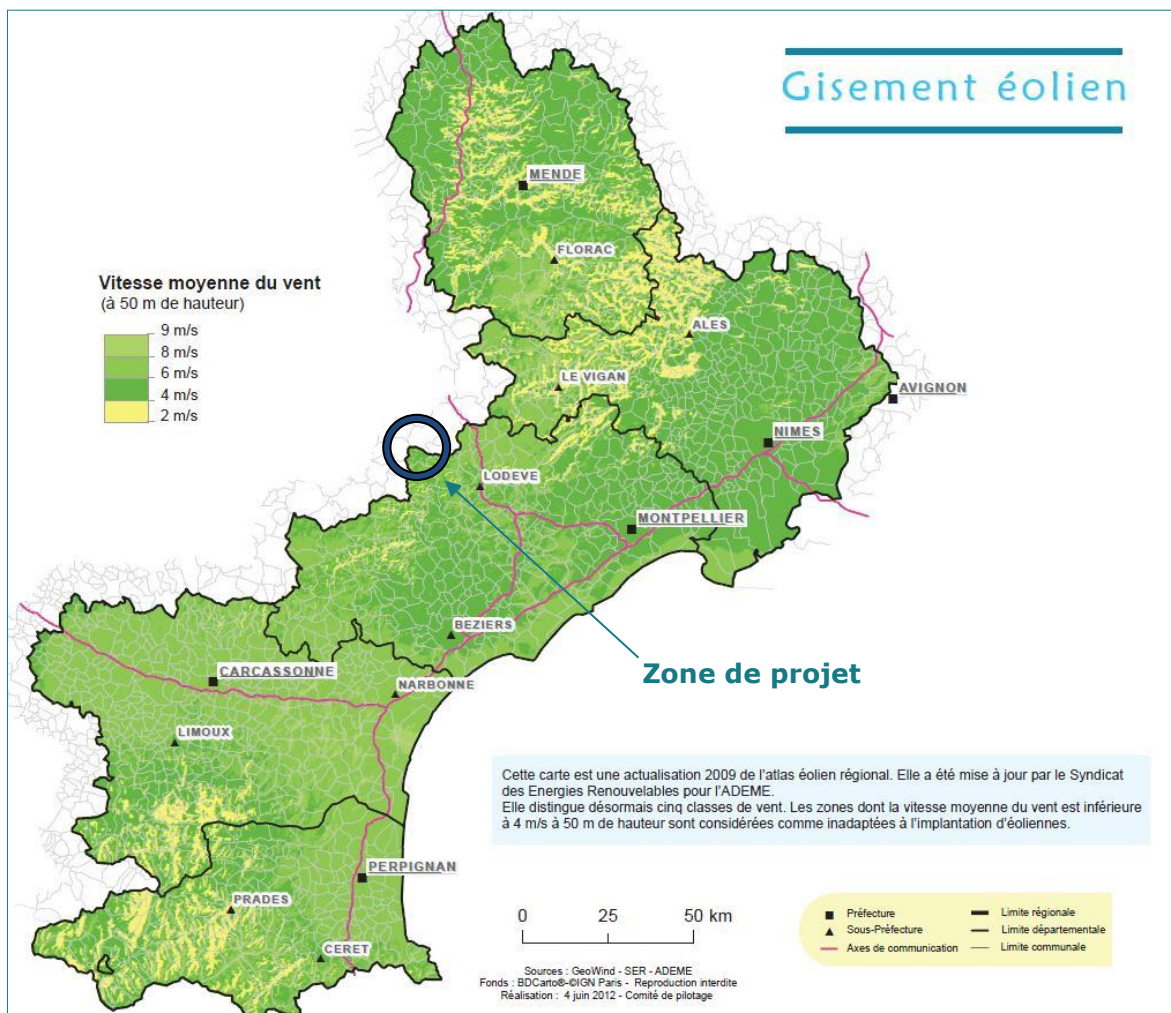 Gisement éolien
MENDE
FLORAC
Vitesse moyenne du vent
(à 50 m de hauteur)
9 m/s
8 m/s
6 m/s
4 m/s
2 m/s
ALES
LE VIGAN
AVIGNON
NIMES
LODEVE
MONTPELLIER
BEZIERS
Zone de projet
CARCASSONNE
NARBONNE
LIMOUX
Cette carte est une actualisation 2009 de l'atlas éolien régional. Elle a été mise à jour par le Syndicat
des Energies Renouvelables pour l'ADEME.
Elle distingue désormais cinq classes de vent. Les zones dont la vitesse moyenne du vent est inférieure
à 4 m/s à 50 m de hauteur sont considérées comme inadaptées à l'implantation d'éoliennes.
PERPIGNAN
PRADES
CERET
0 25 50 km
Préfecture
Sous-Préfecture
Axes de communication
Limite régionale
Limite départementale
Limite communale
Sources : GeoWind - SER - ADEME
Fonds : BDCarto®-©IGN Paris - Reproduction interdite
Réalisation : 4 juin 2012 - Comité de pilotage